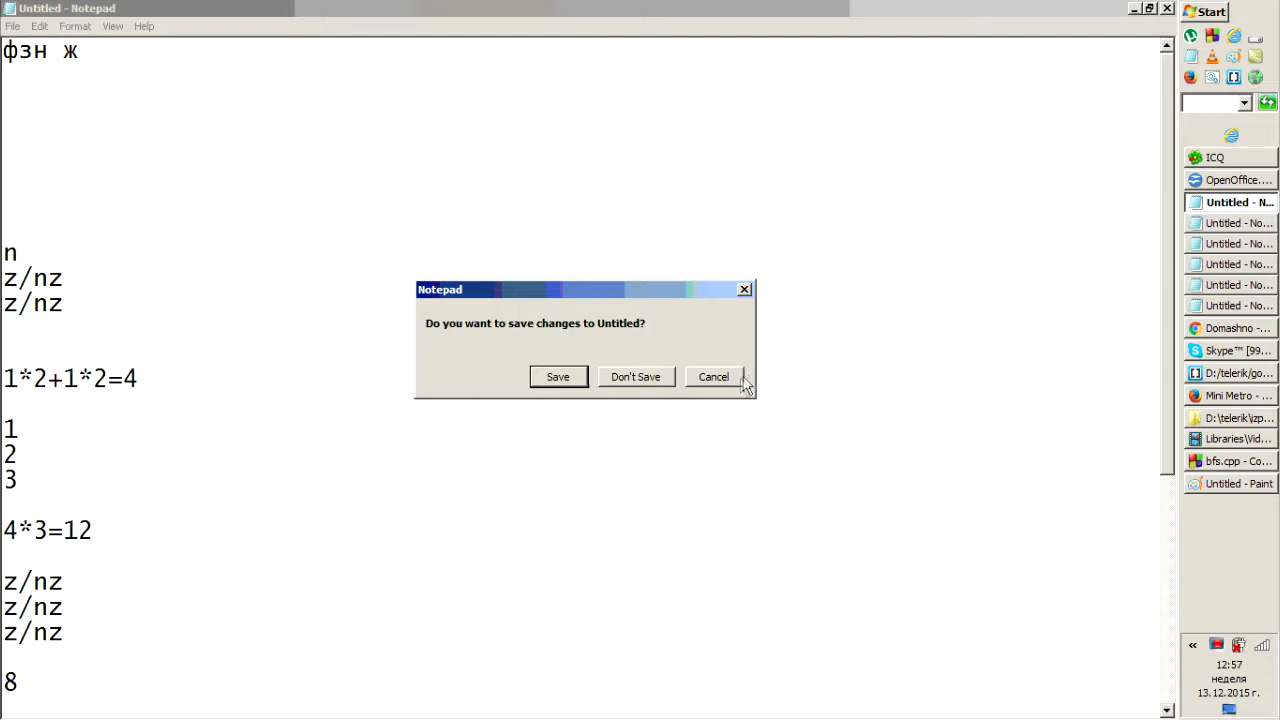 Untitled - Notepad
File Edit Format View Help
фзн ж
n
z/nz
z/nz
1*2+1*2=4
1
2
3
4*3=12
z/nz
z/nz
z/nz
8
Notepad
Do you want to save changes to Untitled?
Save Don't Save Cancel
Start
ICQ
OpenOffice....
Untitled - N...
Untitled - No...
Untitled - No...
Untitled - No...
Untitled - No...
Untitled - No...
Domashno -...
Skype™ [99...
D:/telerik/go...
Mini Metro - ...
D:\telerik\izp...
Libraries\Vid...
bfs.cpp - Co...
Untitled - Paint
12:57
неделя
13.12.2015 г.